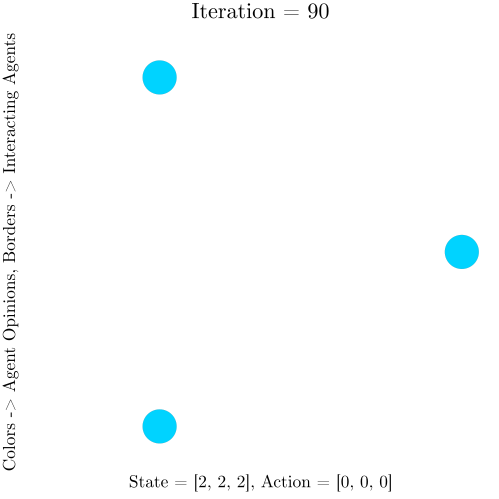 Iteration = 90
Colors -> Agent Opinions, Borders -> Interacting Agents
State = [2, 2, 2], Action = [0, 0, 0]